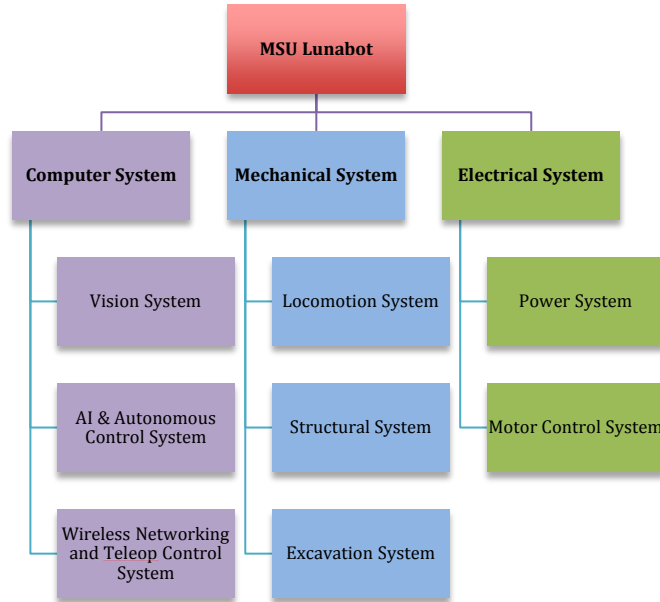 MSU Lunabot
Computer System
Mechanical System
Electrical System
Vision System
Locomotion System
Power System
AI & Autonomous
Control System
Structural System
Motor Control System
Wireless Networking
and Teleop Control
System
Excavation System